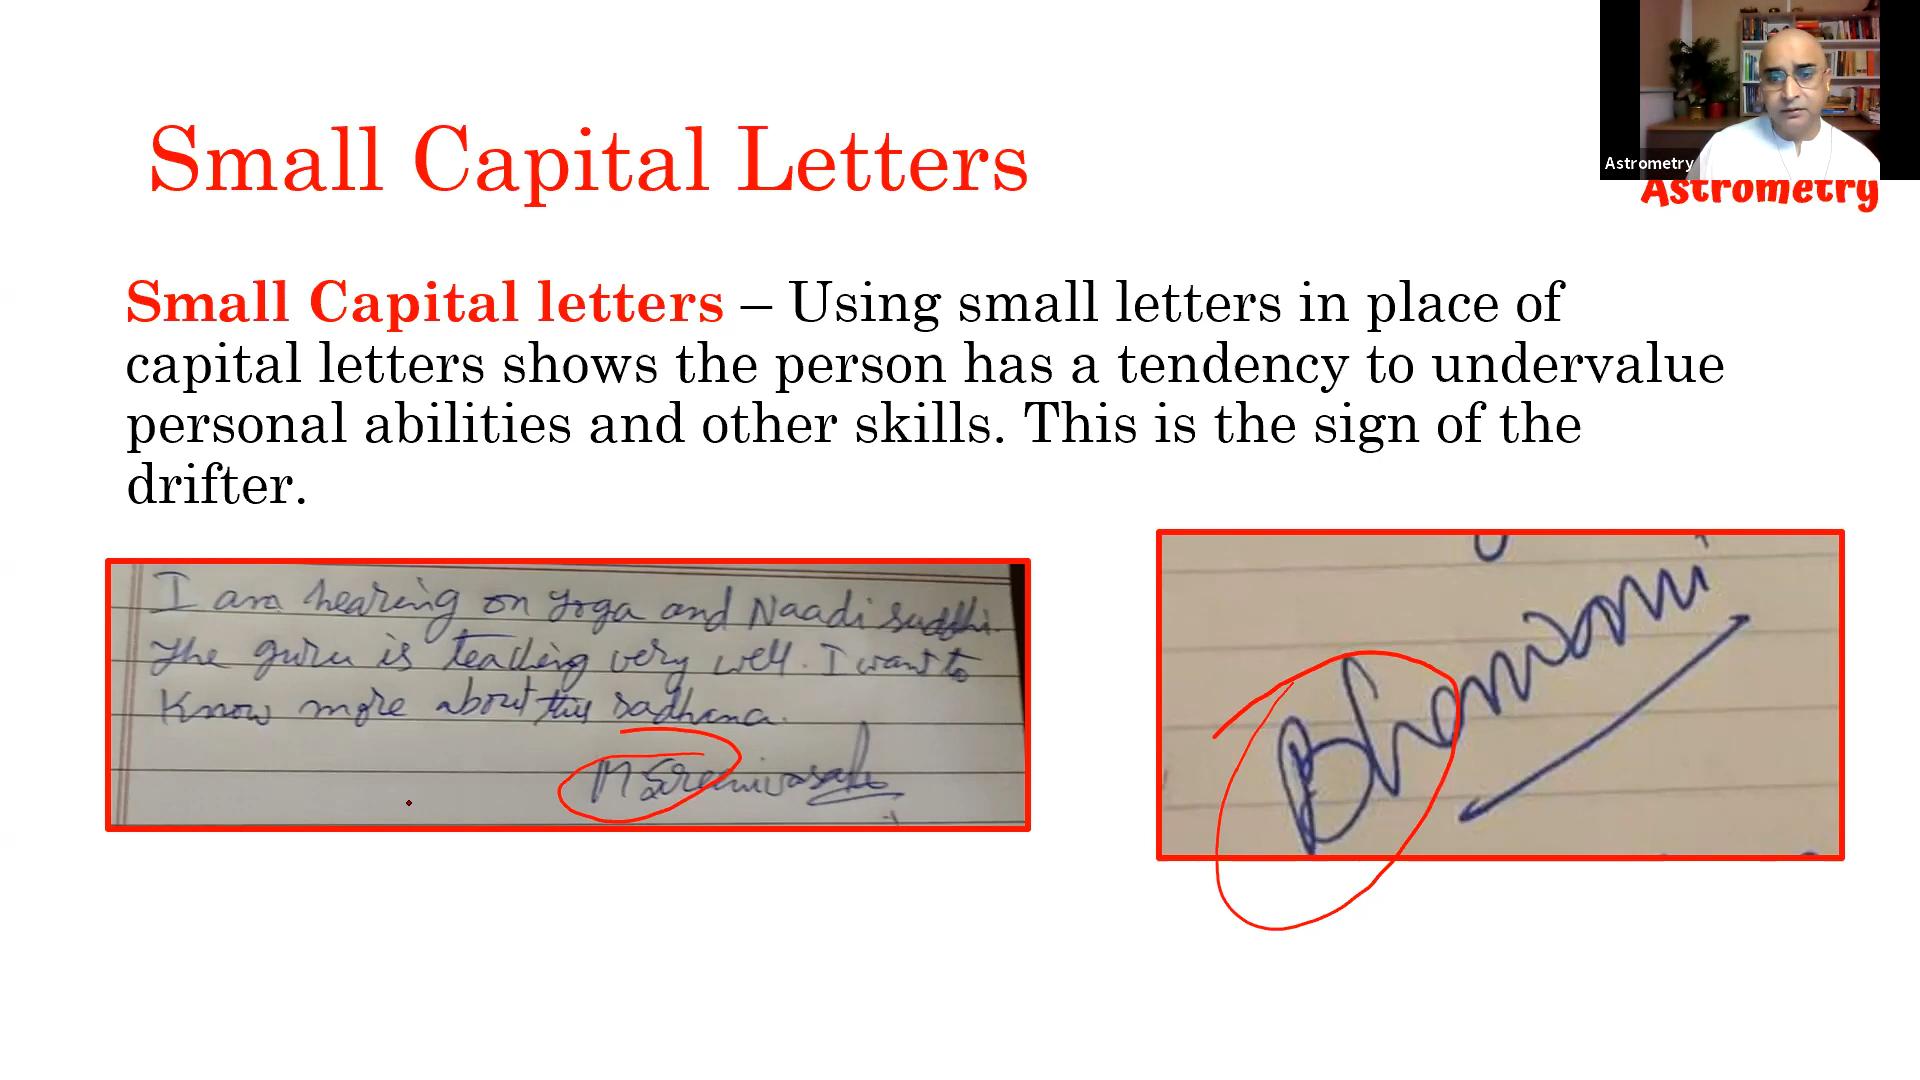 Small Capital Letters
Astrometry
Astrometry
Small Capital letters – Using small letters in place of
capital letters shows the person has a tendency to undervalue
personal abilities and other skills. This is the sign of the
drifter.
I am hearing on yoga and Naadi suddhi.
The guru is teaching very well. I want to
Know more about this sadhana.
M Sreenivasalu
Bhavani